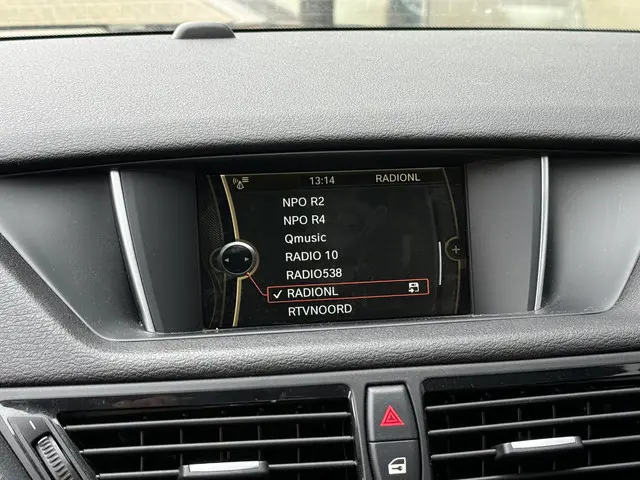 13:14 RADIONL
NPO R2
NPO R4
Qmusic
RADIO 10
RADIO538
RADIONL
RTVNOORD